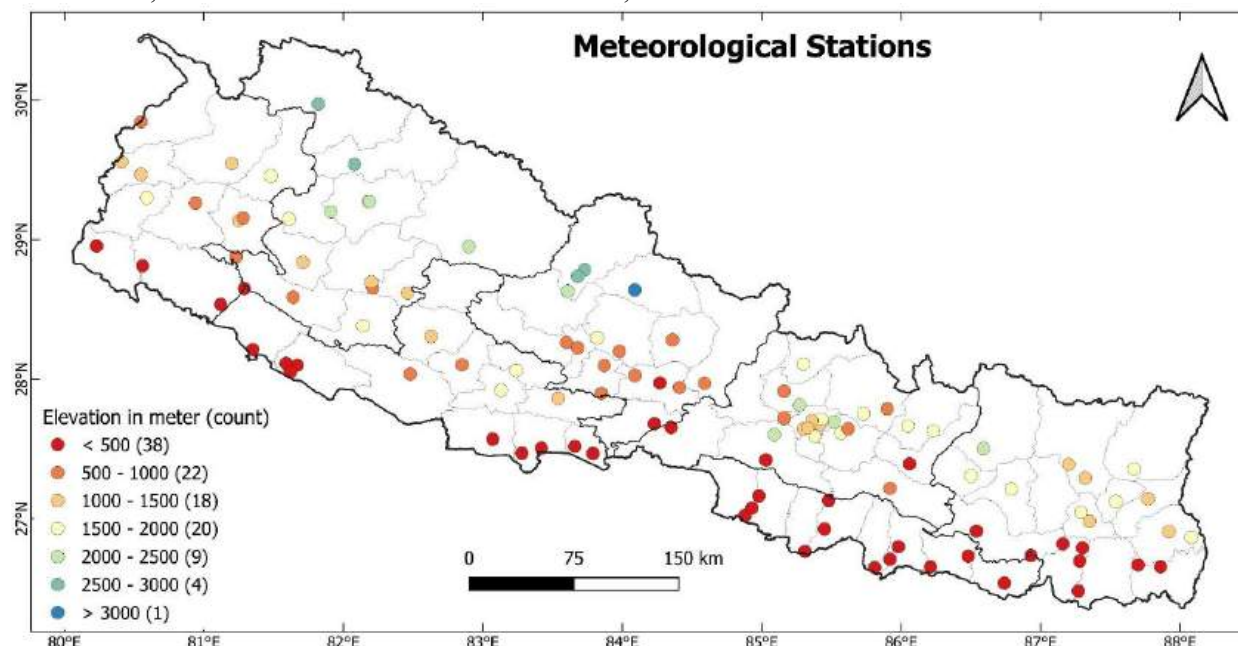 Meteorological Stations
30°N
29°N
28°N
27°N
Elevation in meter (count)
< 500 (38)
500 - 1000 (22)
1000 - 1500 (18)
1500 - 2000 (20)
2000 - 2500 (9)
2500 - 3000 (4)
> 3000 (1)
0 75 150 km
80°E 81°E 82°E 83°E 84°E 85°E 86°E 87°E 88°E